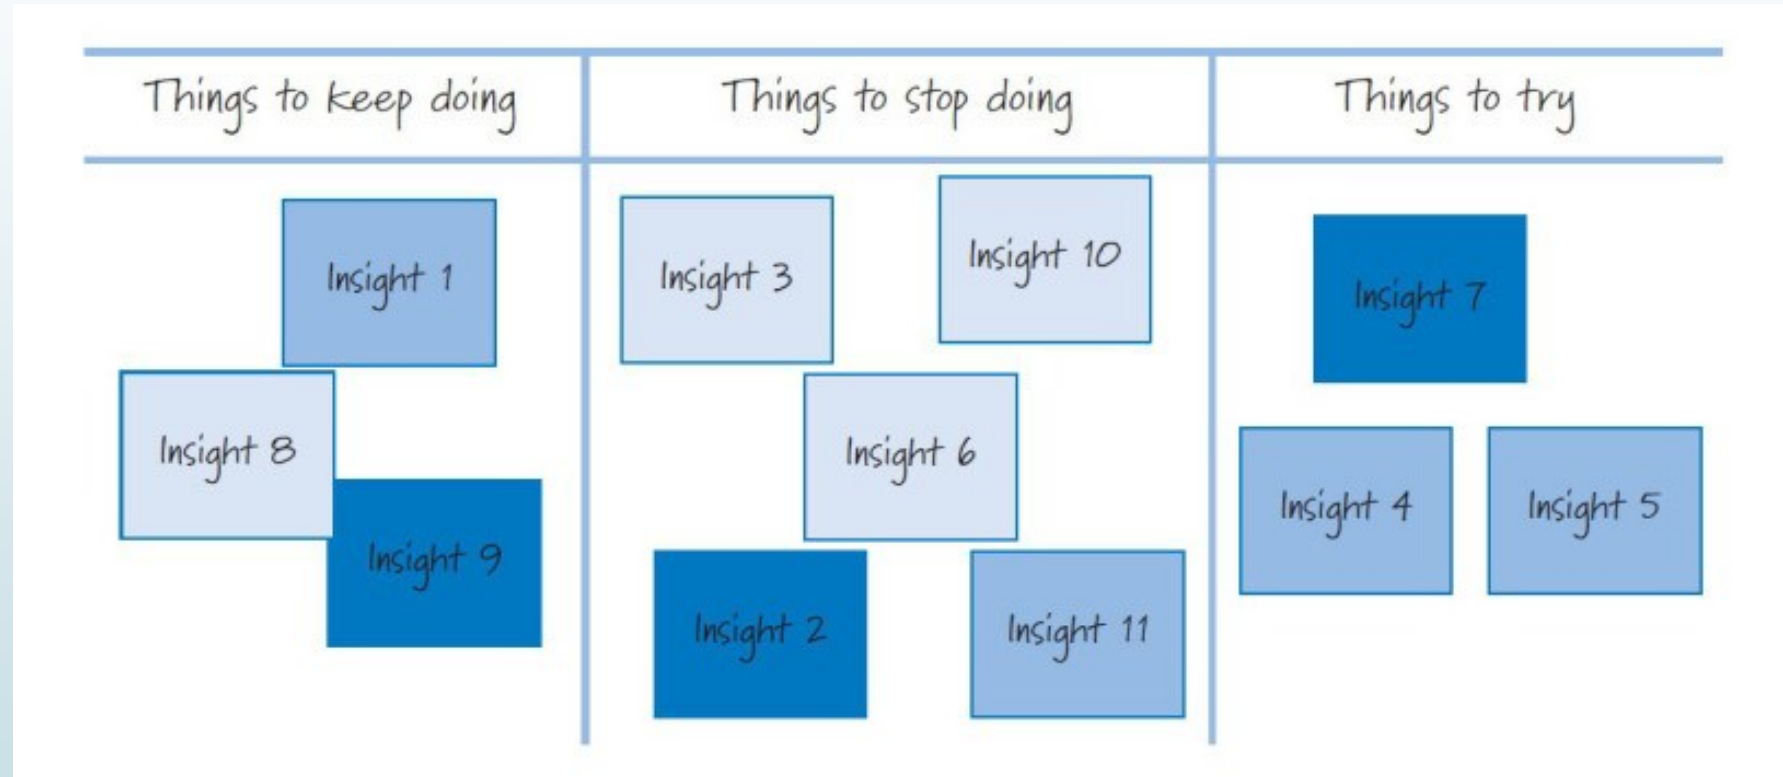 Things to keep doing
Things to stop doing
Things to try
Insight 1
Insight 8
Insight 9
Insight 3
Insight 10
Insight 6
Insight 2
Insight 11
Insight 7
Insight 4
Insight 5